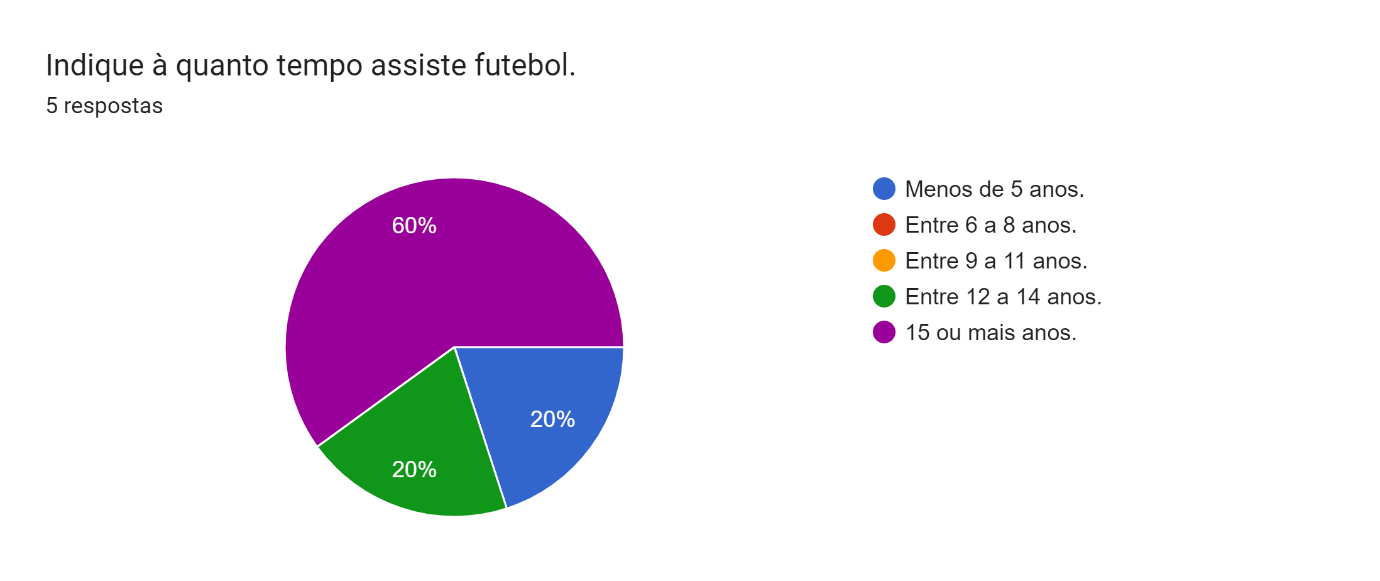 Indique à quanto tempo assiste futebol.
5 respostas
60%
20%
20%
Menos de 5 anos.
Entre 6 a 8 anos.
Entre 9 a 11 anos.
Entre 12 a 14 anos.
15 ou mais anos.